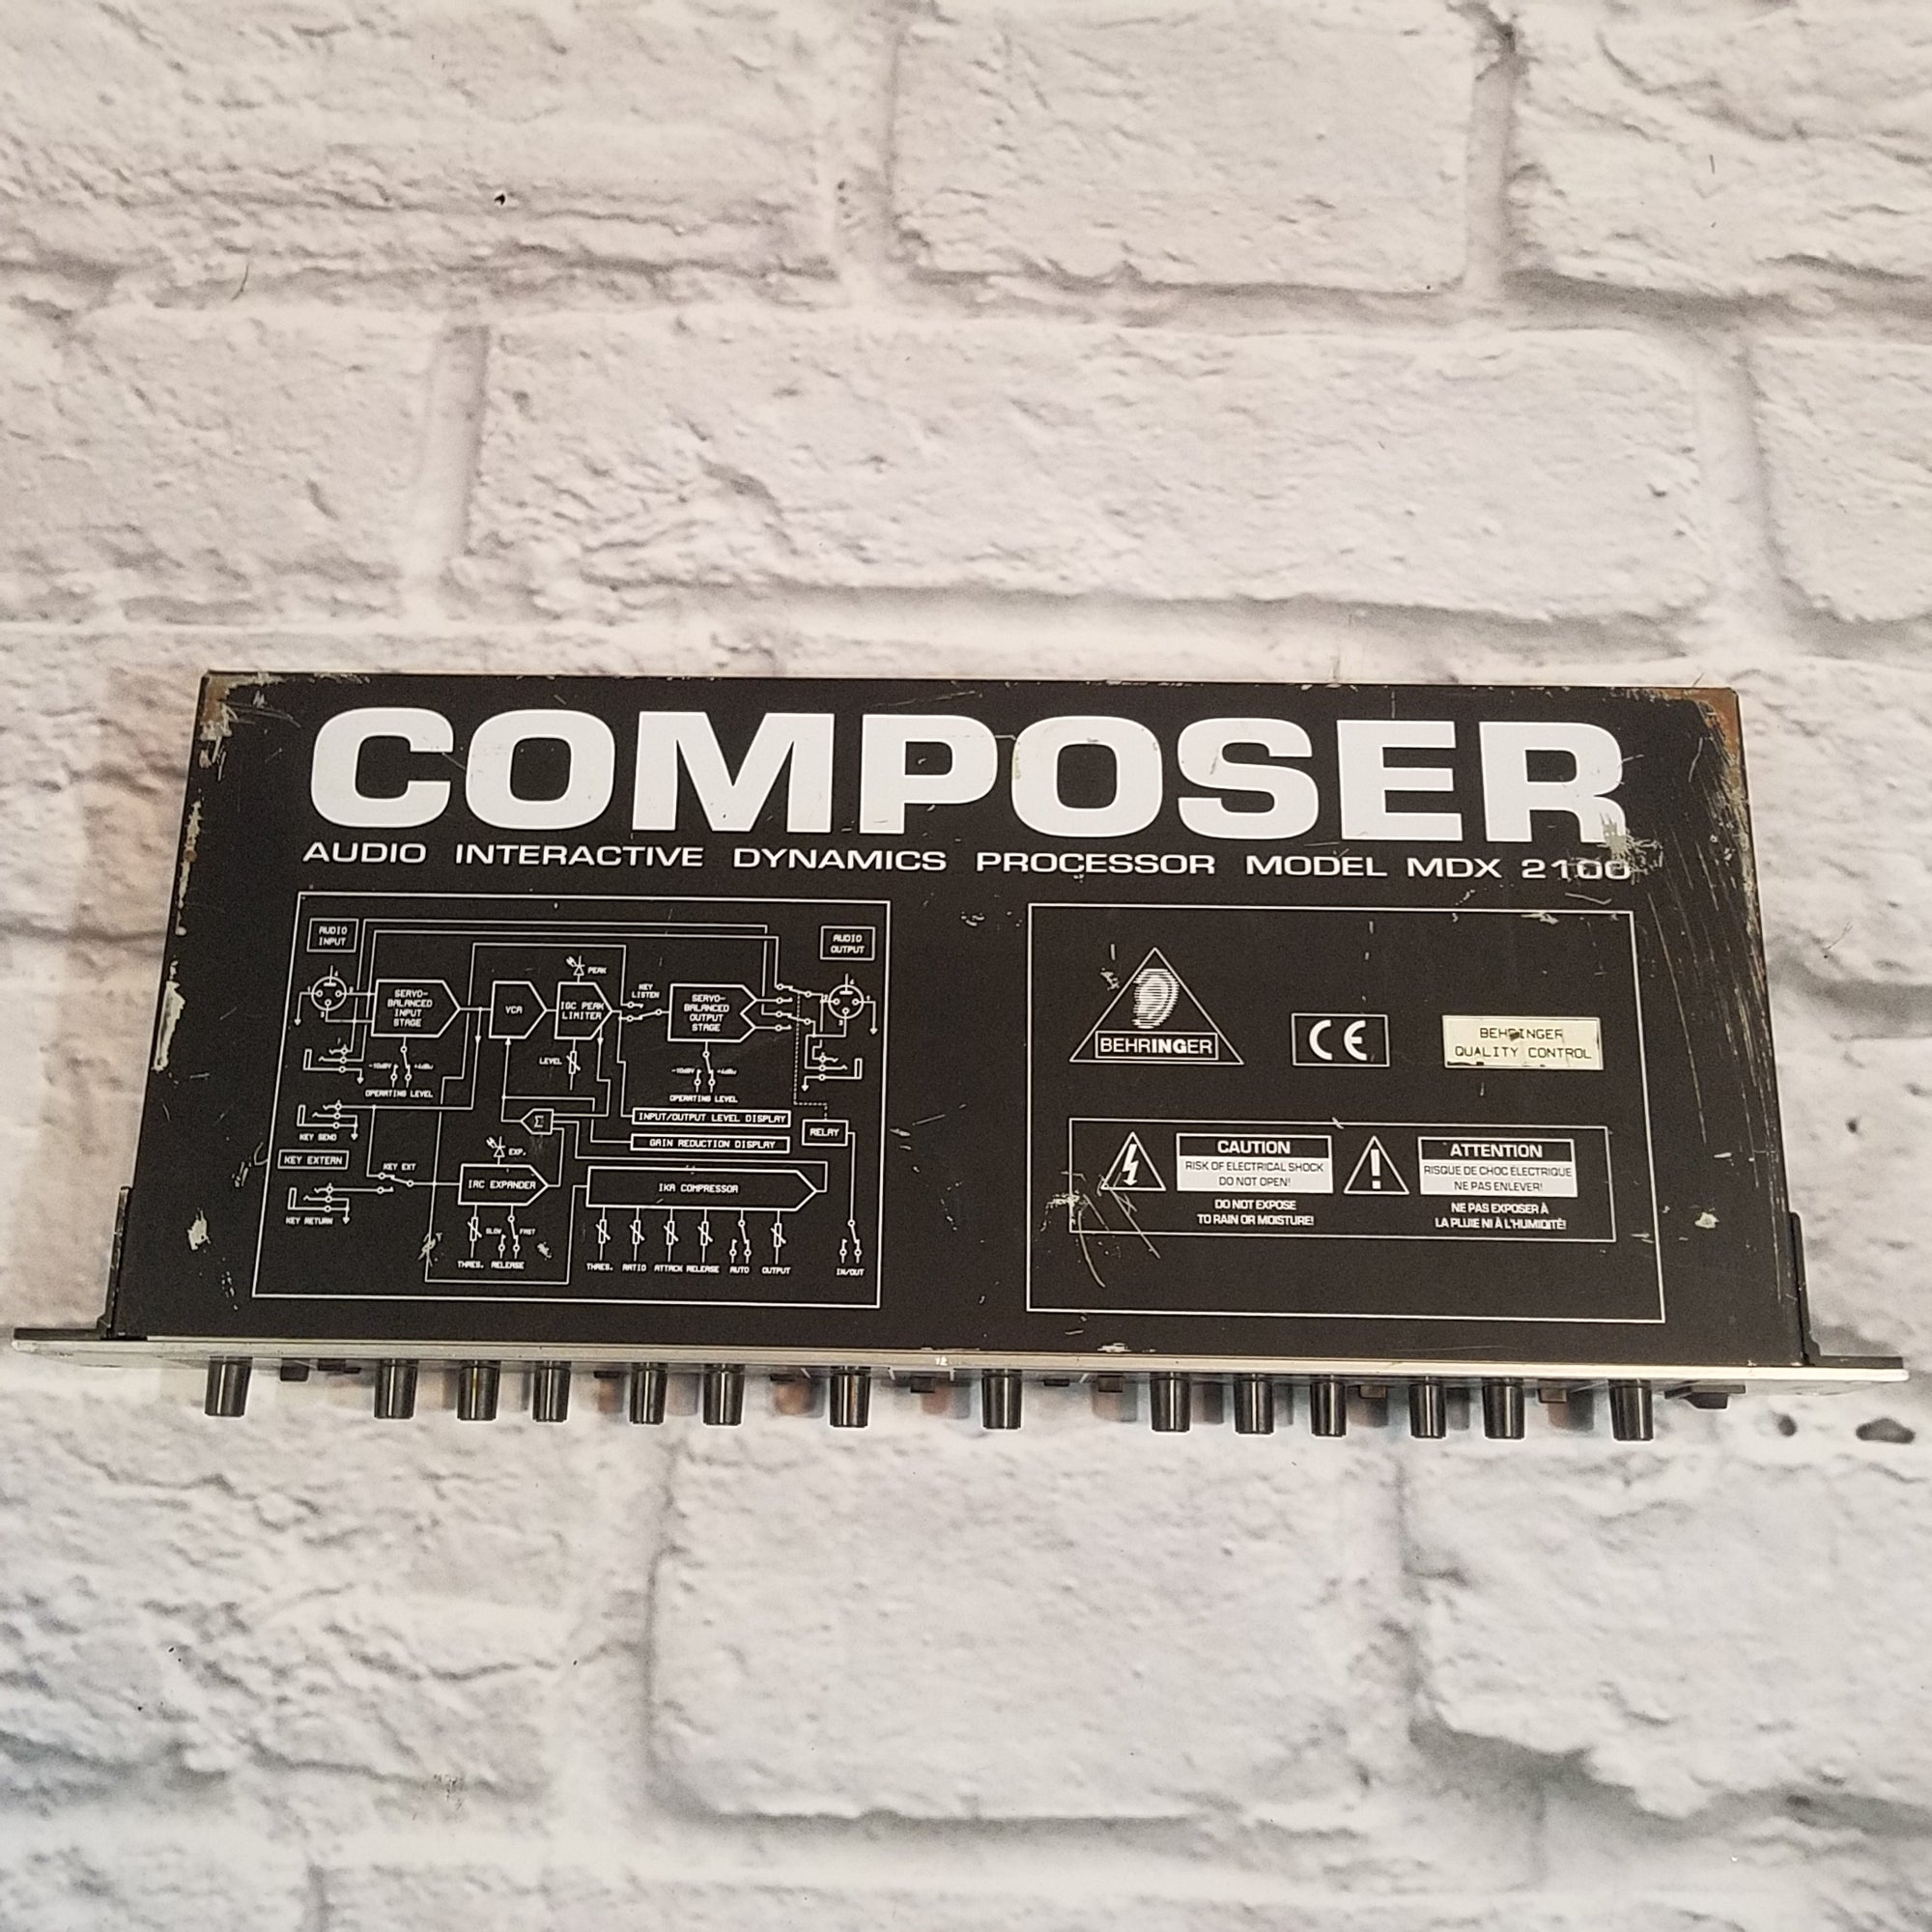 COMPOSER
AUDIO INTERACTIVE DYNAMICS PROCESSOR MODEL MDX 2100
AUDIO
INPUT
AUDIO
OUTPUT
PEAK
KEY
LISTEN
SERVO-
BALANCED
INPUT
STAGE
VCA
IGC PEAK
LIMITER
SERVO-
BALANCED
OUTPUT
STAGE
LEVEL
-10dBV
+4dBu
OPERATING LEVEL
-10dBV
+4dBu
OPERATING LEVEL
INPUT/OUTPUT LEVEL DISPLAY
Σ
GAIN REDUCTION DISPLAY
RELAY
KEY SEND
KEY EXTERN
KEY EXT
EXP.
IRC EXPANDER
IKA COMPRESSOR
KEY RETURN
SLOW
FAST
THRES.
RELEASE
THRES.
RATIO
ATTACK
RELEASE
AUTO
OUTPUT
IN/OUT
BEHRINGER
CE
BEHRINGER
QUALITY CONTROL
CAUTION
RISK OF ELECTRICAL SHOCK
DO NOT OPEN!
DO NOT EXPOSE
TO RAIN OR MOISTURE!
ATTENTION
RISQUE DE CHOC ÉLECTRIQUE
NE PAS ENLEVER!
NE PAS EXPOSER À
LA PLUIE NI À L'HUMIDITÉ!